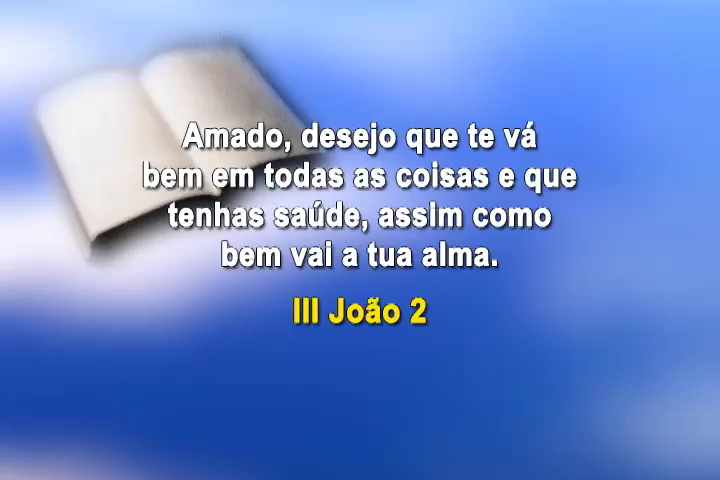 Amado, desejo que te vá
bem em todas as coisas e que
tenhas saúde, assim como
bem vai a tua alma.
III João 2